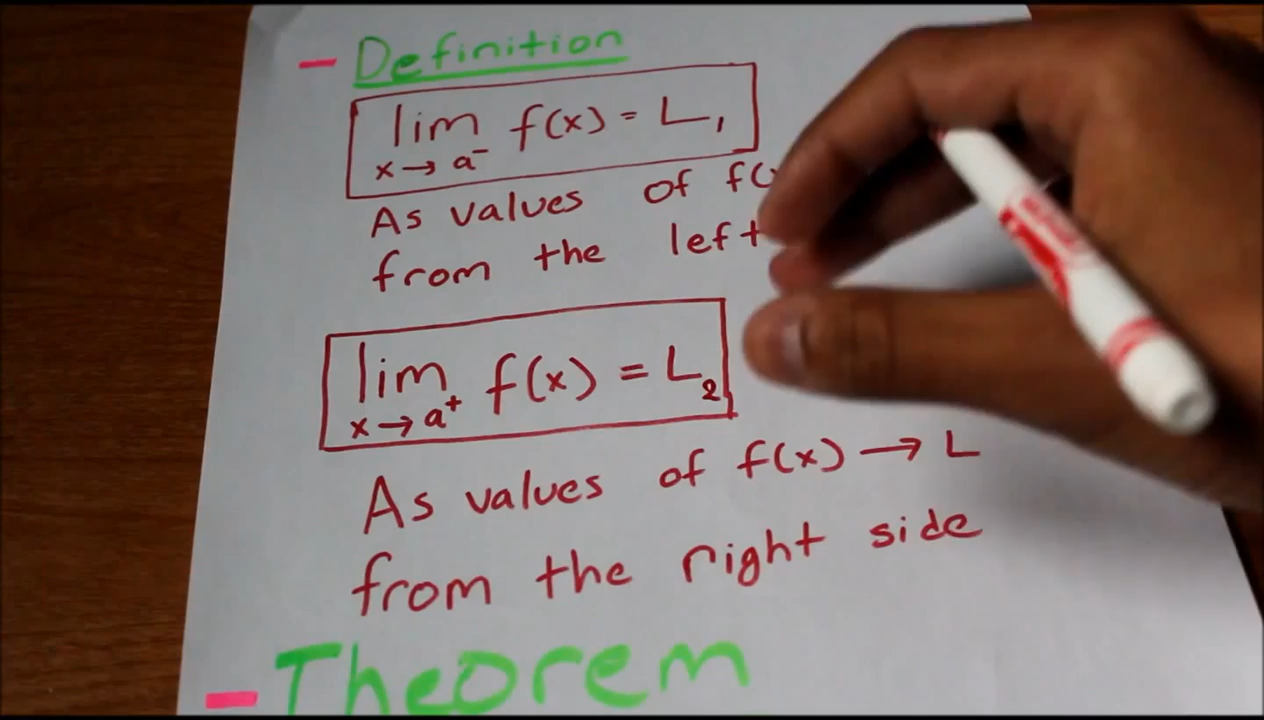 - Definition
lim f(x) = L₁
x → a⁻
As values of f(
from the left
lim f(x) = L₂
x → a⁺
As values of f(x) → L
from the right side
- Theorem